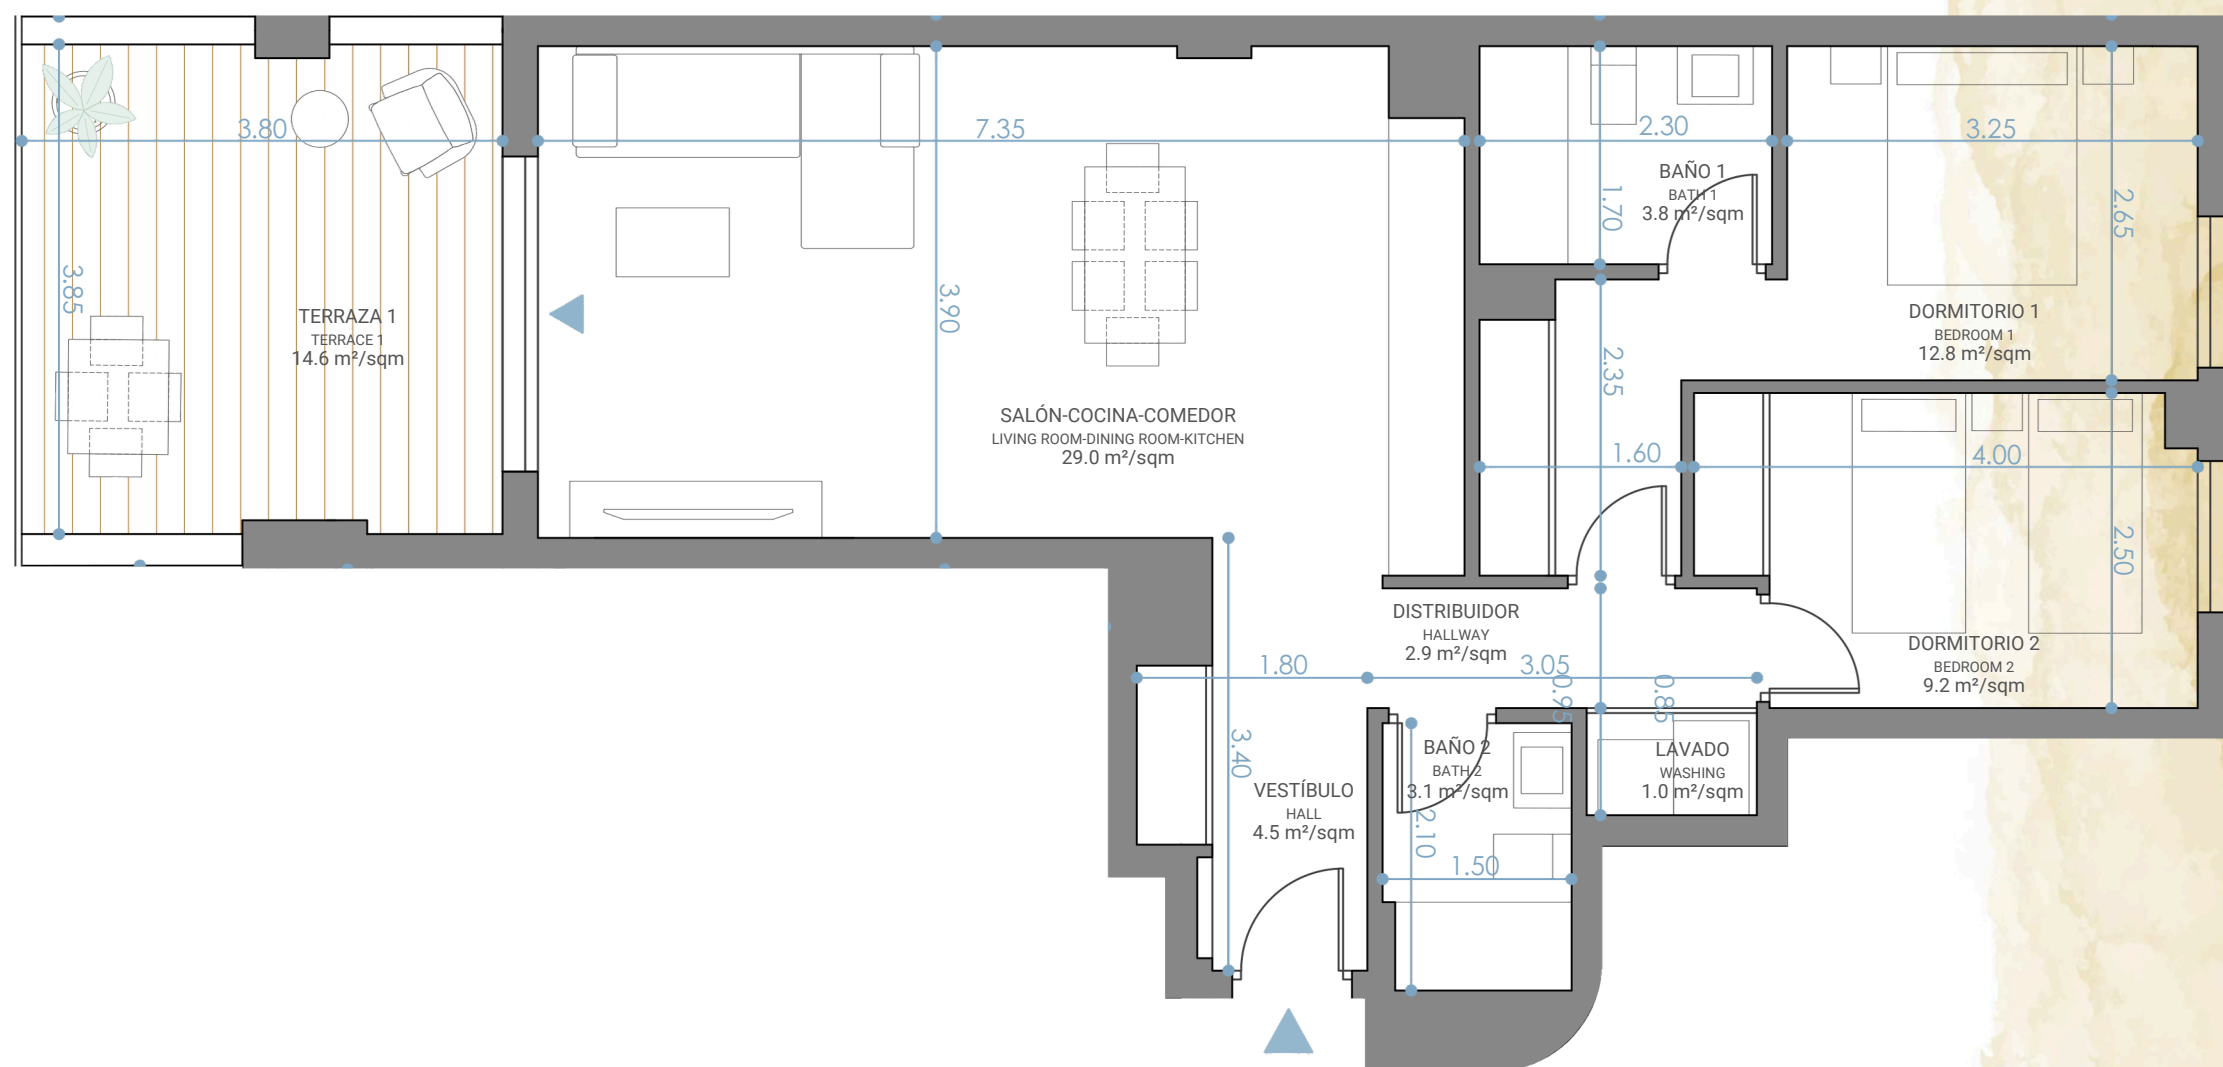 3.80
7.35
2.30
3.25
BAÑO 1
BATH 1
3.8 m²/sqm
1.70
2.65
3.85
3.90
TERRAZA 1
TERRACE 1
14.6 m²/sqm
DORMITORIO 1
BEDROOM 1
12.8 m²/sqm
2.35
SALÓN-COCINA-COMEDOR
LIVING ROOM-DINING ROOM-KITCHEN
29.0 m²/sqm
1.60
4.00
2.50
DISTRIBUIDOR
HALLWAY
2.9 m²/sqm
1.80
3.05
0.95
0.85
DORMITORIO 2
BEDROOM 2
9.2 m²/sqm
3.40
BAÑO 2
BATH 2
3.1 m²/sqm
LAVADO
WASHING
1.0 m²/sqm
VESTÍBULO
HALL
4.5 m²/sqm
2.10
1.50